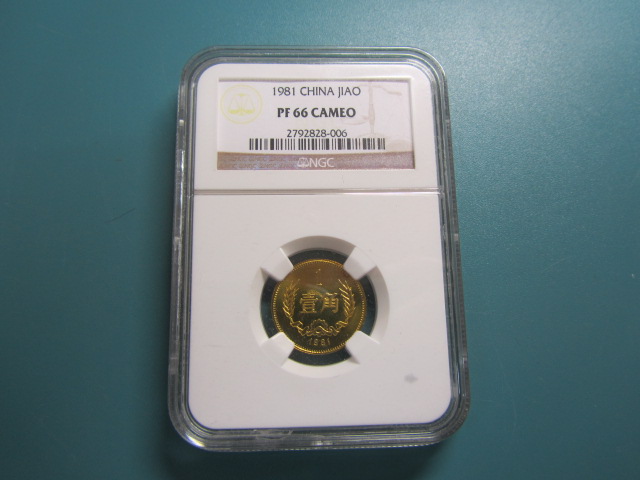 1981 CHINA JIAO
PF 66 CAMEO
2792828-006
NGC
壹角
1981